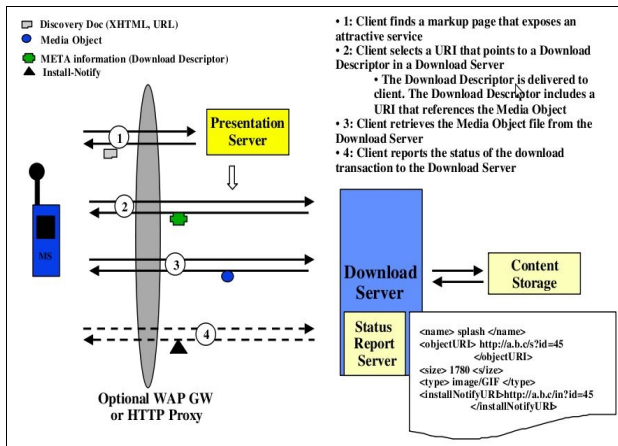 Discovery Doc (XHTML, URL)
Media Object
META information (Download Descriptor)
Install-Notify
• 1: Client finds a markup page that exposes an
attractive service
• 2: Client selects a URI that points to a Download
Descriptor in a Download Server
• The Download Descriptor is delivered to
client. The Download Descriptor includes a
URI that references the Media Object
• 3: Client retrieves the Media Object file from the
Download Server
• 4: Client reports the status of the download
transaction to the Download Server
1
Presentation
Server
2
MS
3
4
Optional WAP GW
or HTTP Proxy
Download
Server
Content
Storage
Status
Report
Server
<name> splash </name>
<objectURI> http://a.b.c/s?id=45
</objectURI>
<size> 1780 </size>
<type> image/GIF </type>
<installNotifyURI>http://a.b.c/in?id=45
</installNotifyURI>